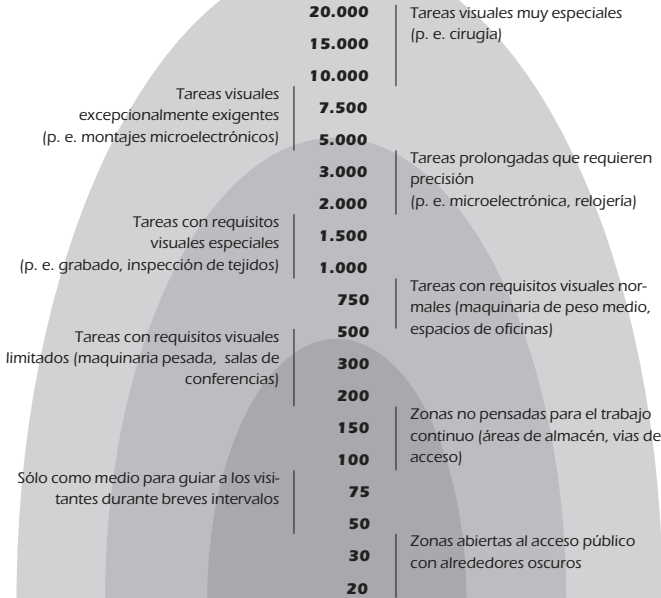 20.000
Tareas visuales muy especiales
(p. e. cirugía)
15.000
10.000
Tareas visuales
excepcionalmente exigentes
(p. e. montajes microelectrónicos)
7.500
5.000
Tareas prolongadas que requieren
precisión
(p. e. microelectrónica, relojería)
3.000
2.000
Tareas con requisitos
visuales especiales
(p. e. grabado, inspección de tejidos)
1.500
1.000
Tareas con requisitos visuales nor-
males (maquinaria de peso medio,
espacios de oficinas)
750
500
Tareas con requisitos visuales
limitados (maquinaria pesada, salas de
conferencias)
300
200
Zonas no pensadas para el trabajo
continuo (áreas de almacén, vías de
acceso)
150
100
Sólo como medio para guiar a los visi-
tantes durante breves intervalos
75
50
Zonas abiertas al acceso público
con alrededores oscuros
30
20